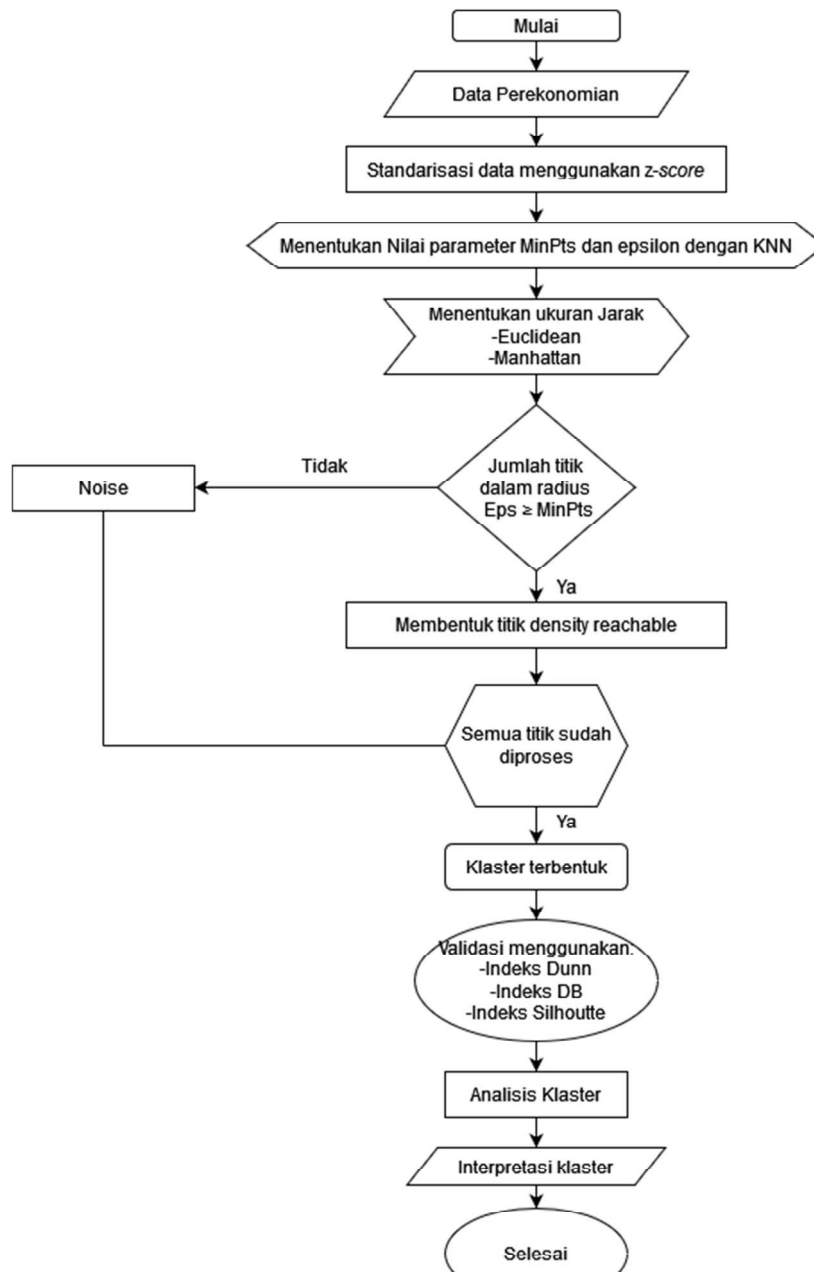 Mulai
Data Perekonomian
Standarisasi data menggunakan z-score
Menentukan Nilai parameter MinPts dan epsilon dengan KNN
Menentukan ukuran Jarak
-Euclidean
-Manhattan
Tidak
Noise
Jumlah titik
dalam radius
Eps ≥ MinPts
Ya
Membentuk titik density reachable
Semua titik sudah
diproses
Ya
Klaster terbentuk
Validasi menggunakan:
-Indeks Dunn
-Indeks DB
-Indeks Silhoutte
Analisis Klaster
Interpretasi klaster
Selesai